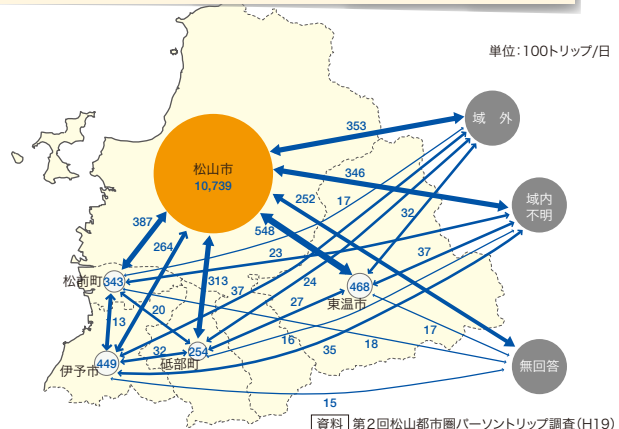 単位：100トリップ/日
域　外
353
松山市
10,739
346
252
17
域内
不明
32
387
264
548
23
37
313
37
24
松前町
343
468
27
東温市
20
13
17
16
18
32
254
35
449
伊予市
砥部町
無回答
15
資料 第2回松山都市圏パーソントリップ調査（H19）